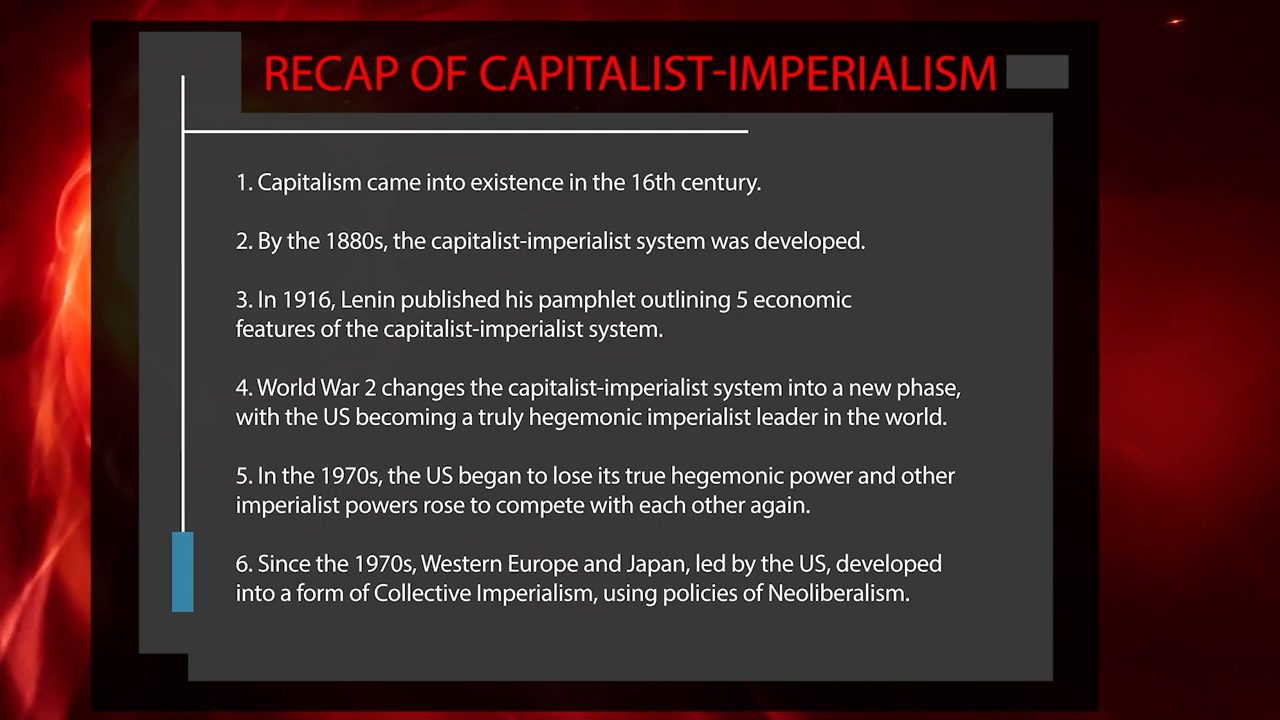 RECAP OF CAPITALIST-IMPERIALISM
1. Capitalism came into existence in the 16th century.
2. By the 1880s, the capitalist-imperialist system was developed.
3. In 1916, Lenin published his pamphlet outlining 5 economic
features of the capitalist-imperialist system.
4. World War 2 changes the capitalist-imperialist system into a new phase,
with the US becoming a truly hegemonic imperialist leader in the world.
5. In the 1970s, the US began to lose its true hegemonic power and other
imperialist powers rose to compete with each other again.
6. Since the 1970s, Western Europe and Japan, led by the US, developed
into a form of Collective Imperialism, using policies of Neoliberalism.